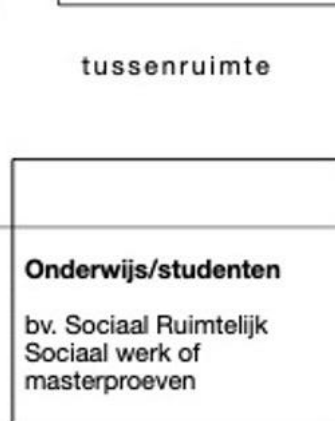 tussenruimte
Onderwijs/studenten
bv. Sociaal Ruimtelijk
Sociaal werk of
masterproeven